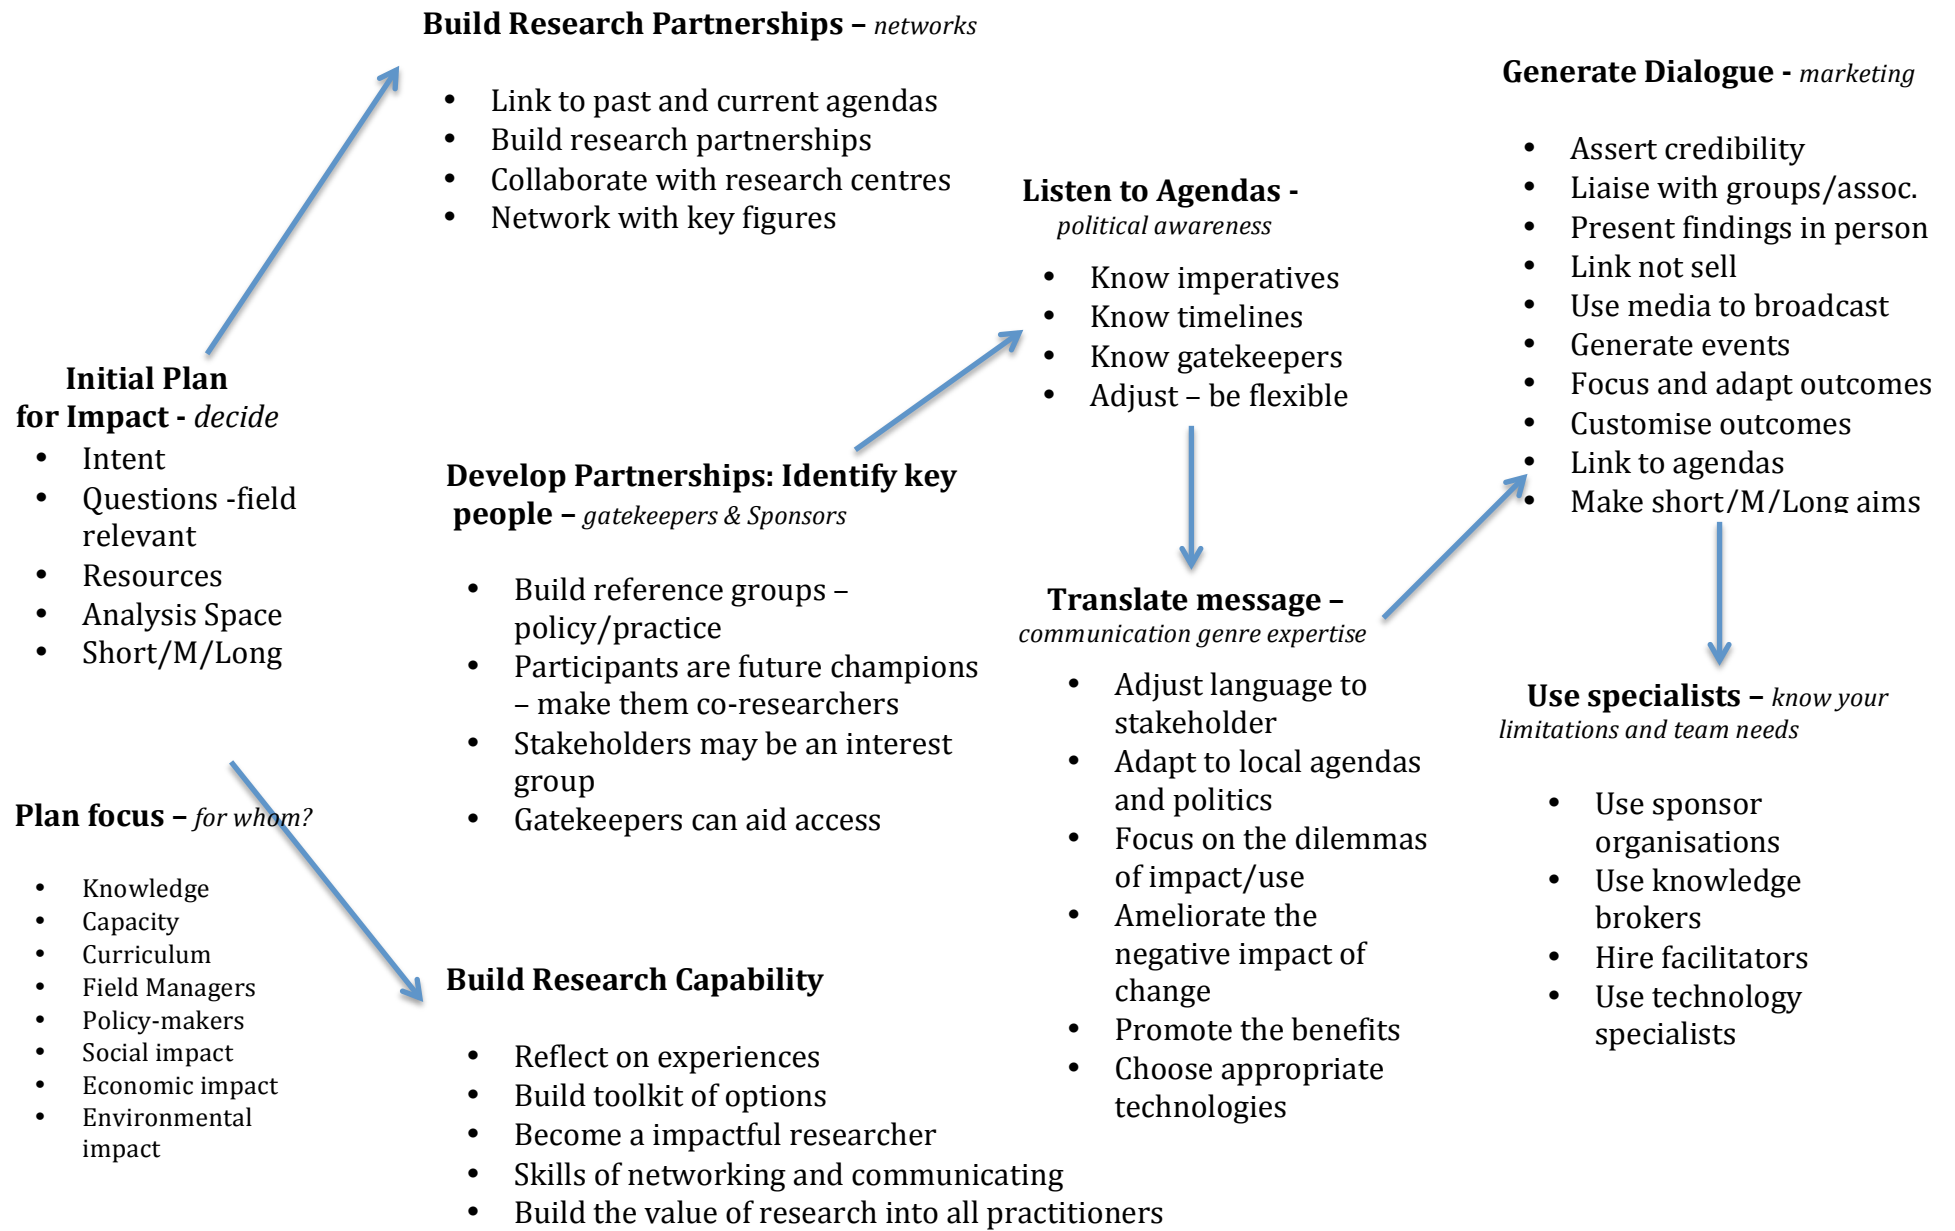 Build Research Partnerships – networks
• Link to past and current agendas
• Build research partnerships
• Collaborate with research centres
• Network with key figures
Initial Plan
for Impact - decide
• Intent
• Questions -field
relevant
• Resources
• Analysis Space
• Short/M/Long
Plan focus – for whom?
• Knowledge
• Capacity
• Curriculum
• Field Managers
• Policy-makers
• Social impact
• Economic impact
• Environmental
impact
Develop Partnerships: Identify key
people – gatekeepers & Sponsors
• Build reference groups –
policy/practice
• Participants are future champions
– make them co-researchers
• Stakeholders may be an interest
group
• Gatekeepers can aid access
Build Research Capability
• Reflect on experiences
• Build toolkit of options
• Become a impactful researcher
• Skills of networking and communicating
• Build the value of research into all practitioners
Listen to Agendas -
political awareness
• Know imperatives
• Know timelines
• Know gatekeepers
• Adjust – be flexible
Translate message –
communication genre expertise
• Adjust language to
stakeholder
• Adapt to local agendas
and politics
• Focus on the dilemmas
of impact/use
• Ameliorate the
negative impact of
change
• Promote the benefits
• Choose appropriate
technologies
Generate Dialogue - marketing
• Assert credibility
• Liaise with groups/assoc.
• Present findings in person
• Link not sell
• Use media to broadcast
• Generate events
• Focus and adapt outcomes
• Customise outcomes
• Link to agendas
• Make short/M/Long aims
Use specialists – know your
limitations and team needs
• Use sponsor
organisations
• Use knowledge
brokers
• Hire facilitators
• Use technology
specialists